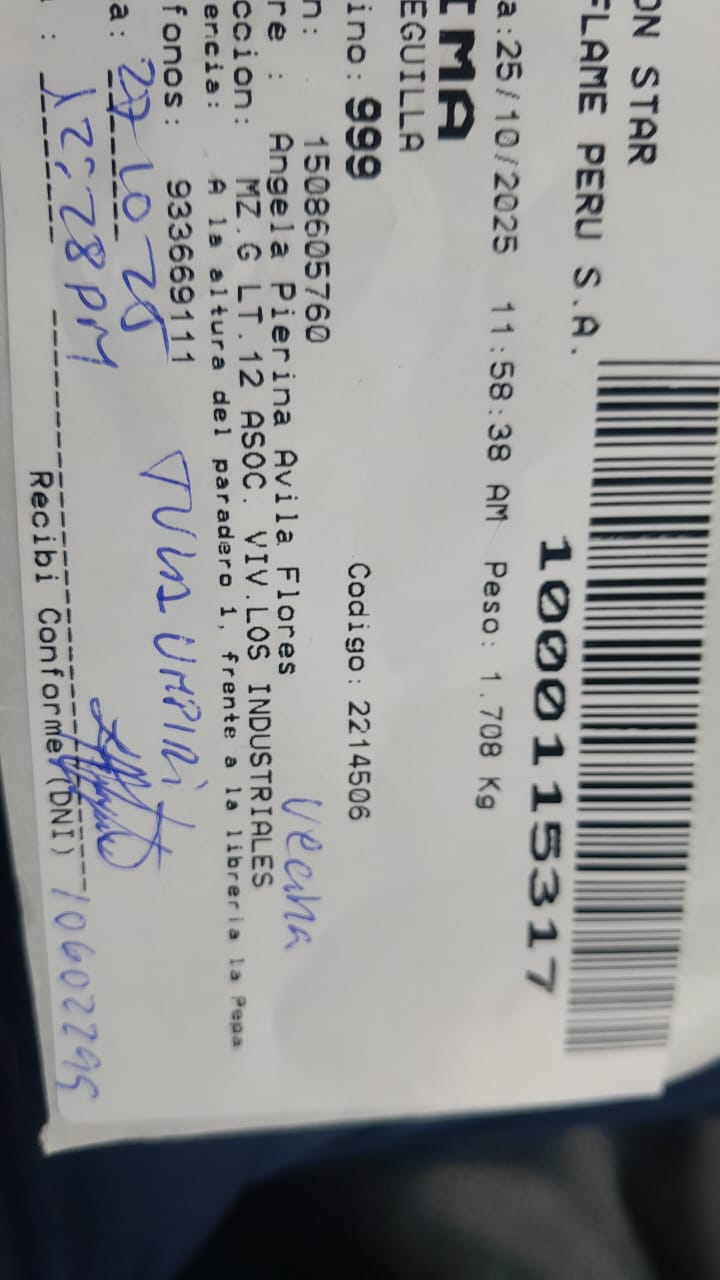 ON STAR
FLAME PERU S.A.
1000115317
a:25/10/2025 11:58:38 AM Peso: 1.708 Kg
IMA
EGUILLA
ino: 999 Codigo: 2214506
n: 1508605760
re : Angela Pierina Avila Flores Vecina
ccion: MZ.G LT.12 ASOC. VIV.LOS INDUSTRIALES
encia: A la altura del paradero 1, frente a la libreria la Pepa
fonos: 933669111
a: 27 10 25
: 12:28 PM
Recibi Conforme (DNI) 10602295